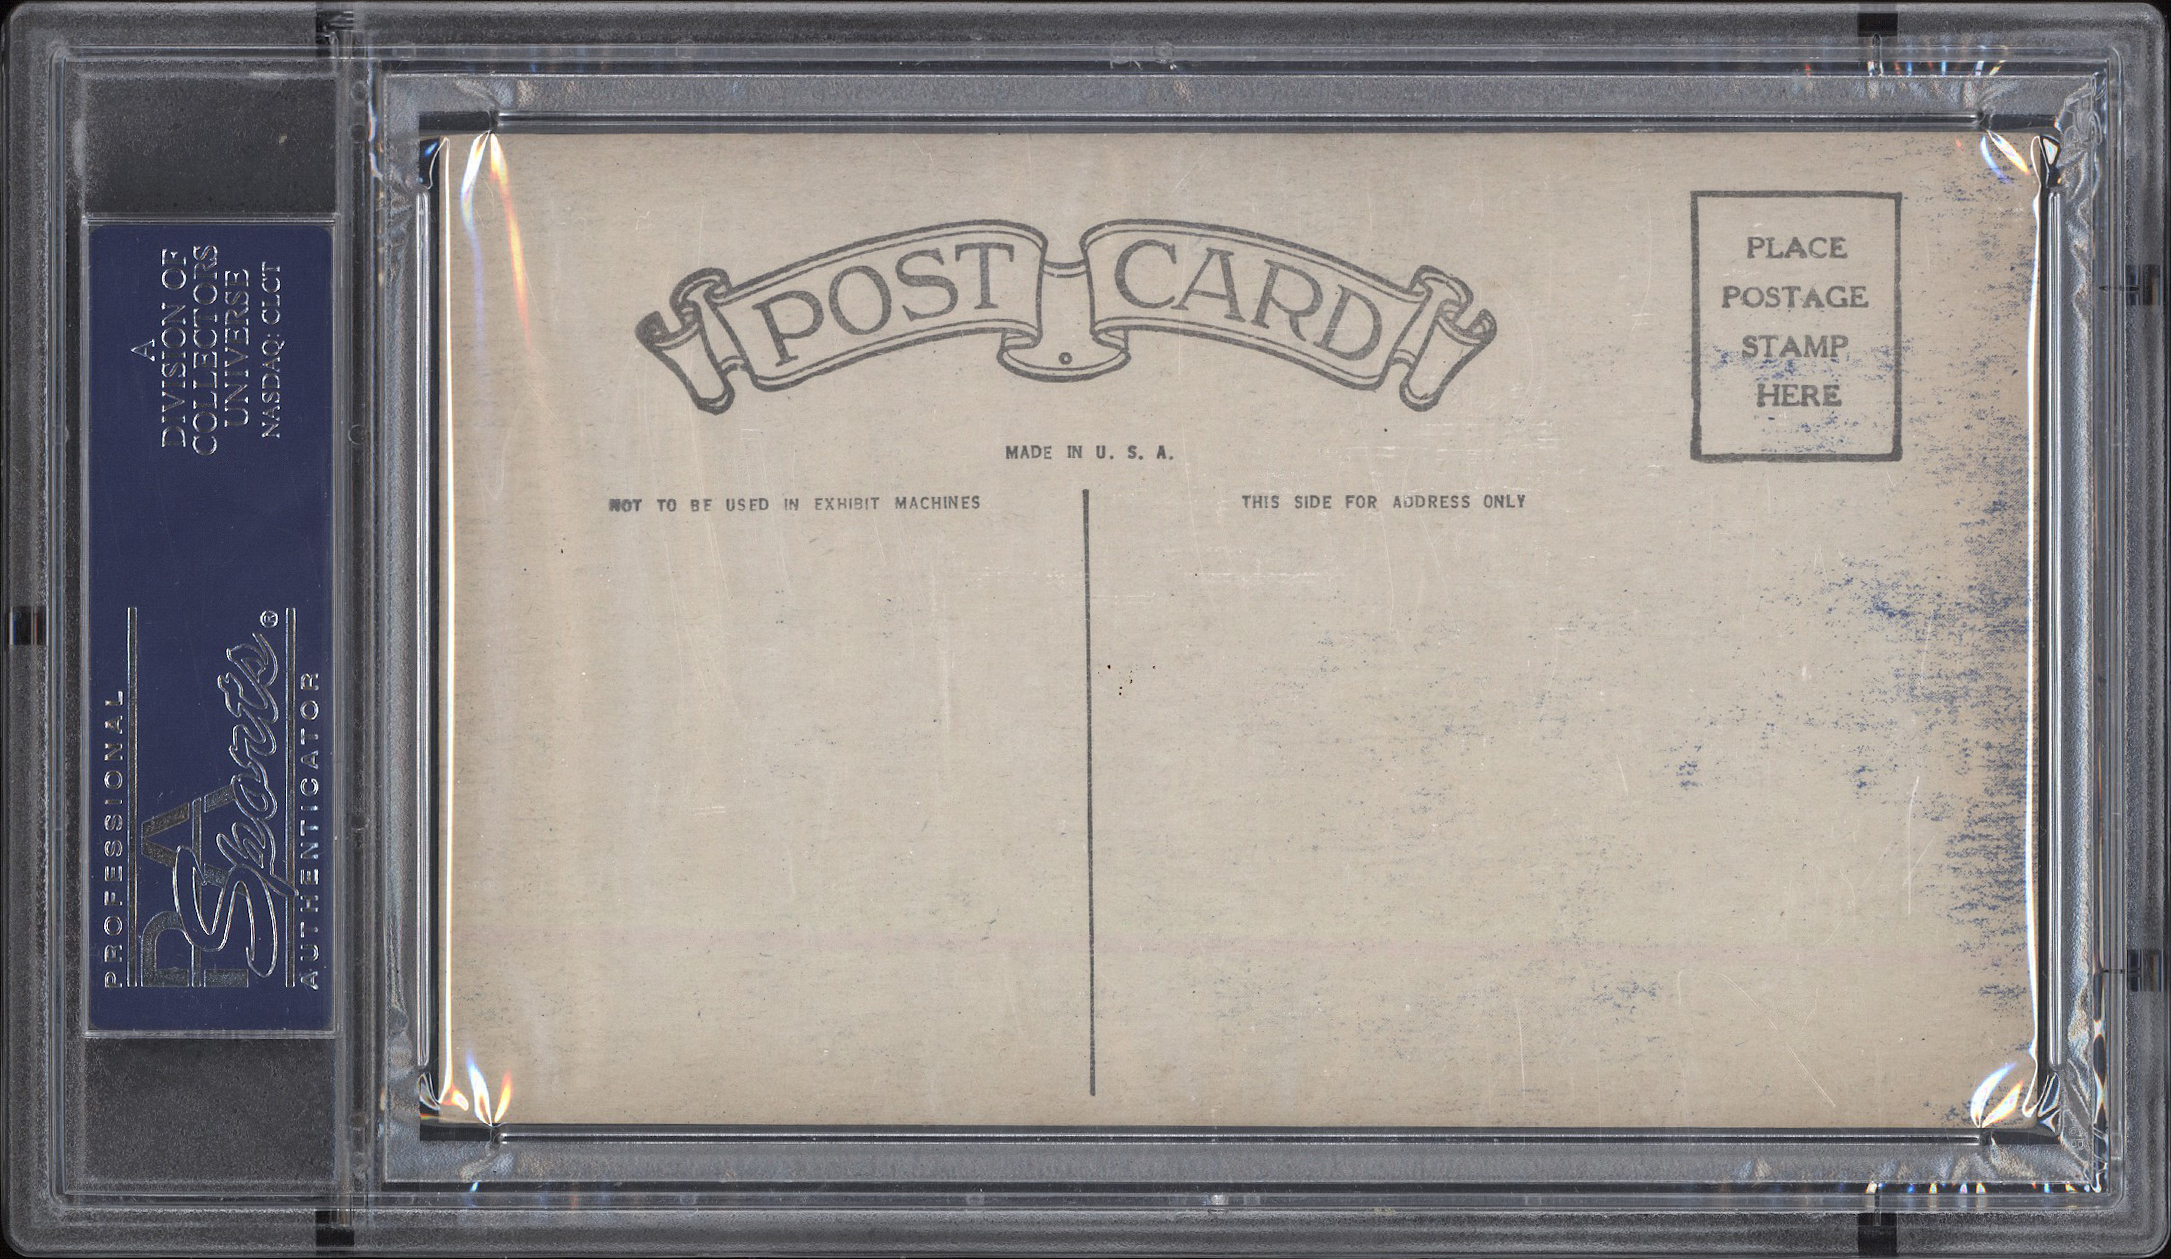 A
DIVISION OF
COLLECTORS
UNIVERSE
NASDAQ: CLCT
PROFESSIONAL
PSA
Sports®
AUTHENTICATOR
POST CARD
PLACE
POSTAGE
STAMP
HERE
MADE IN U. S. A.
NOT TO BE USED IN EXHIBIT MACHINES
THIS SIDE FOR ADDRESS ONLY